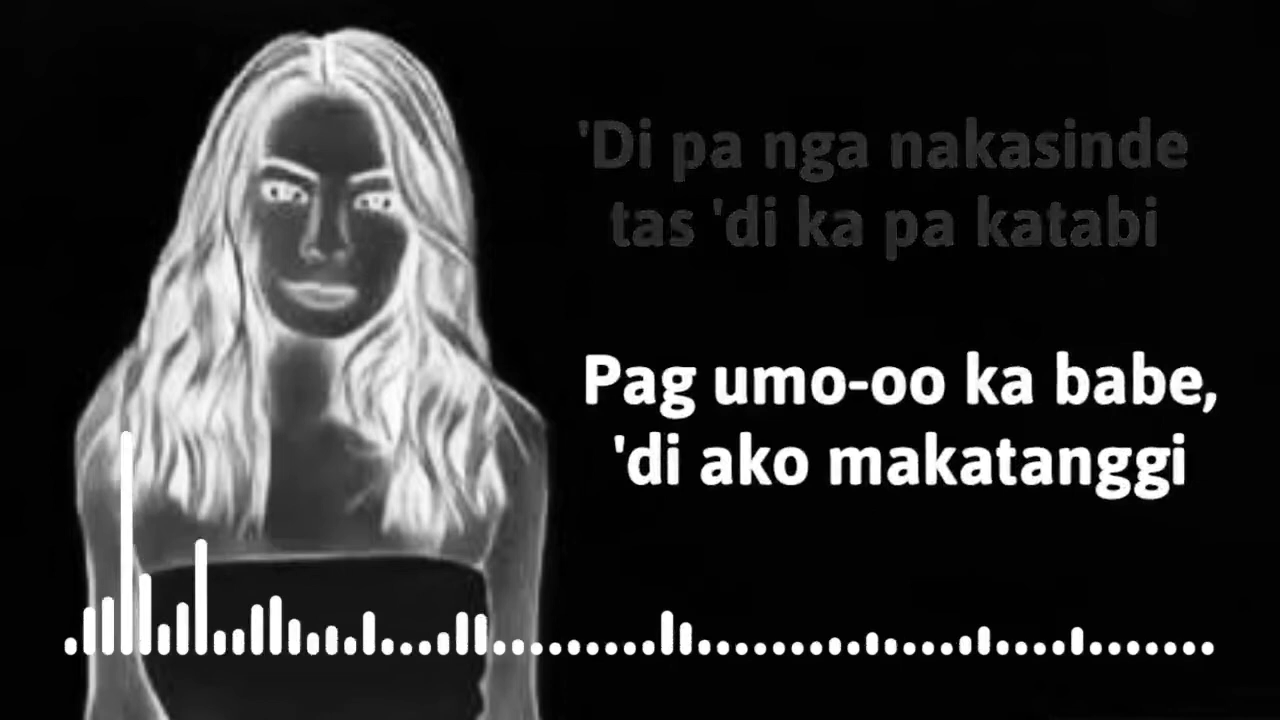 'Di pa nga nakasinde
tas 'di ka pa katabi
Pag umo-oo ka babe,
'di ako makatanggi